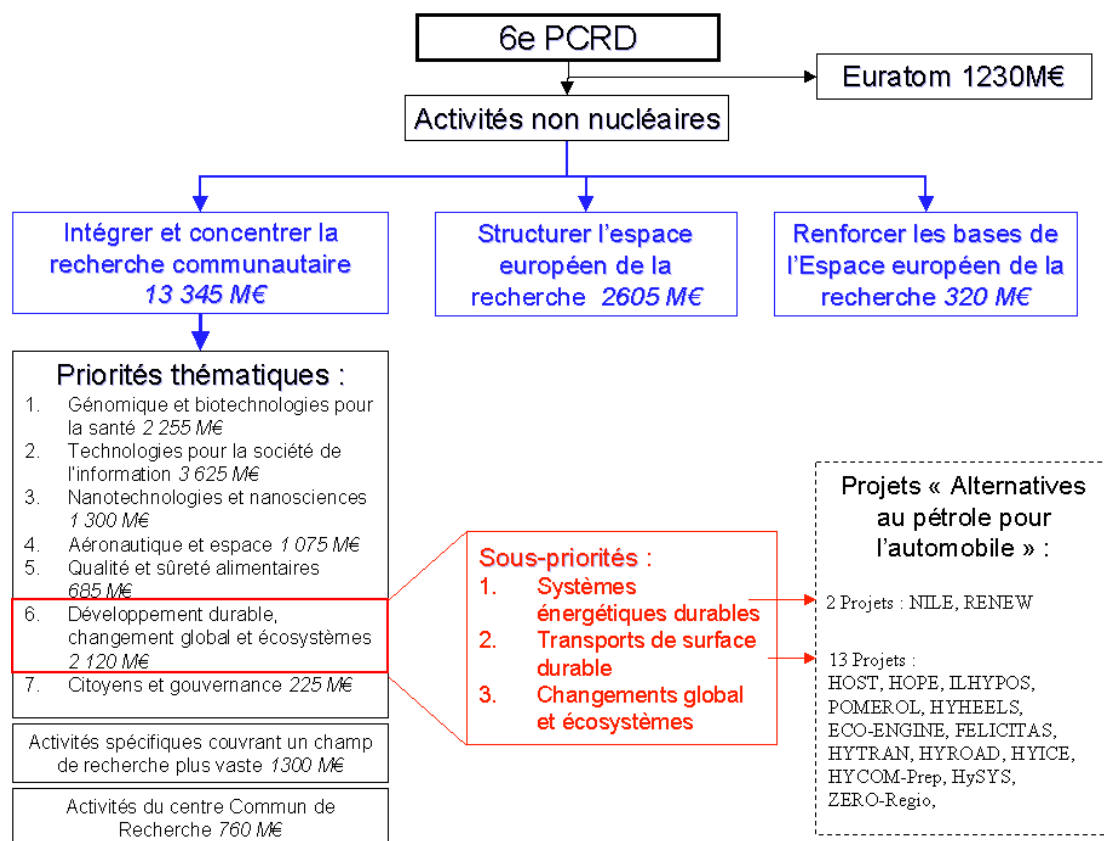 6e PCRD
Euratom 1230M€
Activités non nucléaires
Intégrer et concentrer la
recherche communautaire
13 345 M€
Structurer l'espace
européen de la
recherche 2605 M€
Renforcer les bases de
l'Espace européen de la
recherche 320 M€
Priorités thématiques :
1. Génomique et biotechnologies pour
la santé 2 255 M€
2. Technologies pour la société de
l'information 3 625 M€
3. Nanotechnologies et nanosciences
1 300 M€
4. Aéronautique et espace 1 075 M€
5. Qualité et sûreté alimentaires
685 M€
6. Développement durable,
changement global et écosystèmes
2 120 M€
7. Citoyens et gouvernance 225 M€
Activités spécifiques couvrant un champ
de recherche plus vaste 1300 M€
Activités du centre Commun de
Recherche 760 M€
Sous-priorités :
1. Systèmes
énergétiques durables
2. Transports de surface
durable
3. Changements global
et écosystèmes
Projets « Alternatives
au pétrole pour
l'automobile » :
2 Projets : NILE, RENEW
13 Projets :
HOST, HOPE, ILHYPOS,
POMEROL, HYHEELS,
ECO-ENGINE, FELICITAS,
HYTRAN, HYROAD, HYICE,
HYCOM-Prep, HySYS,
ZERO-Regio,